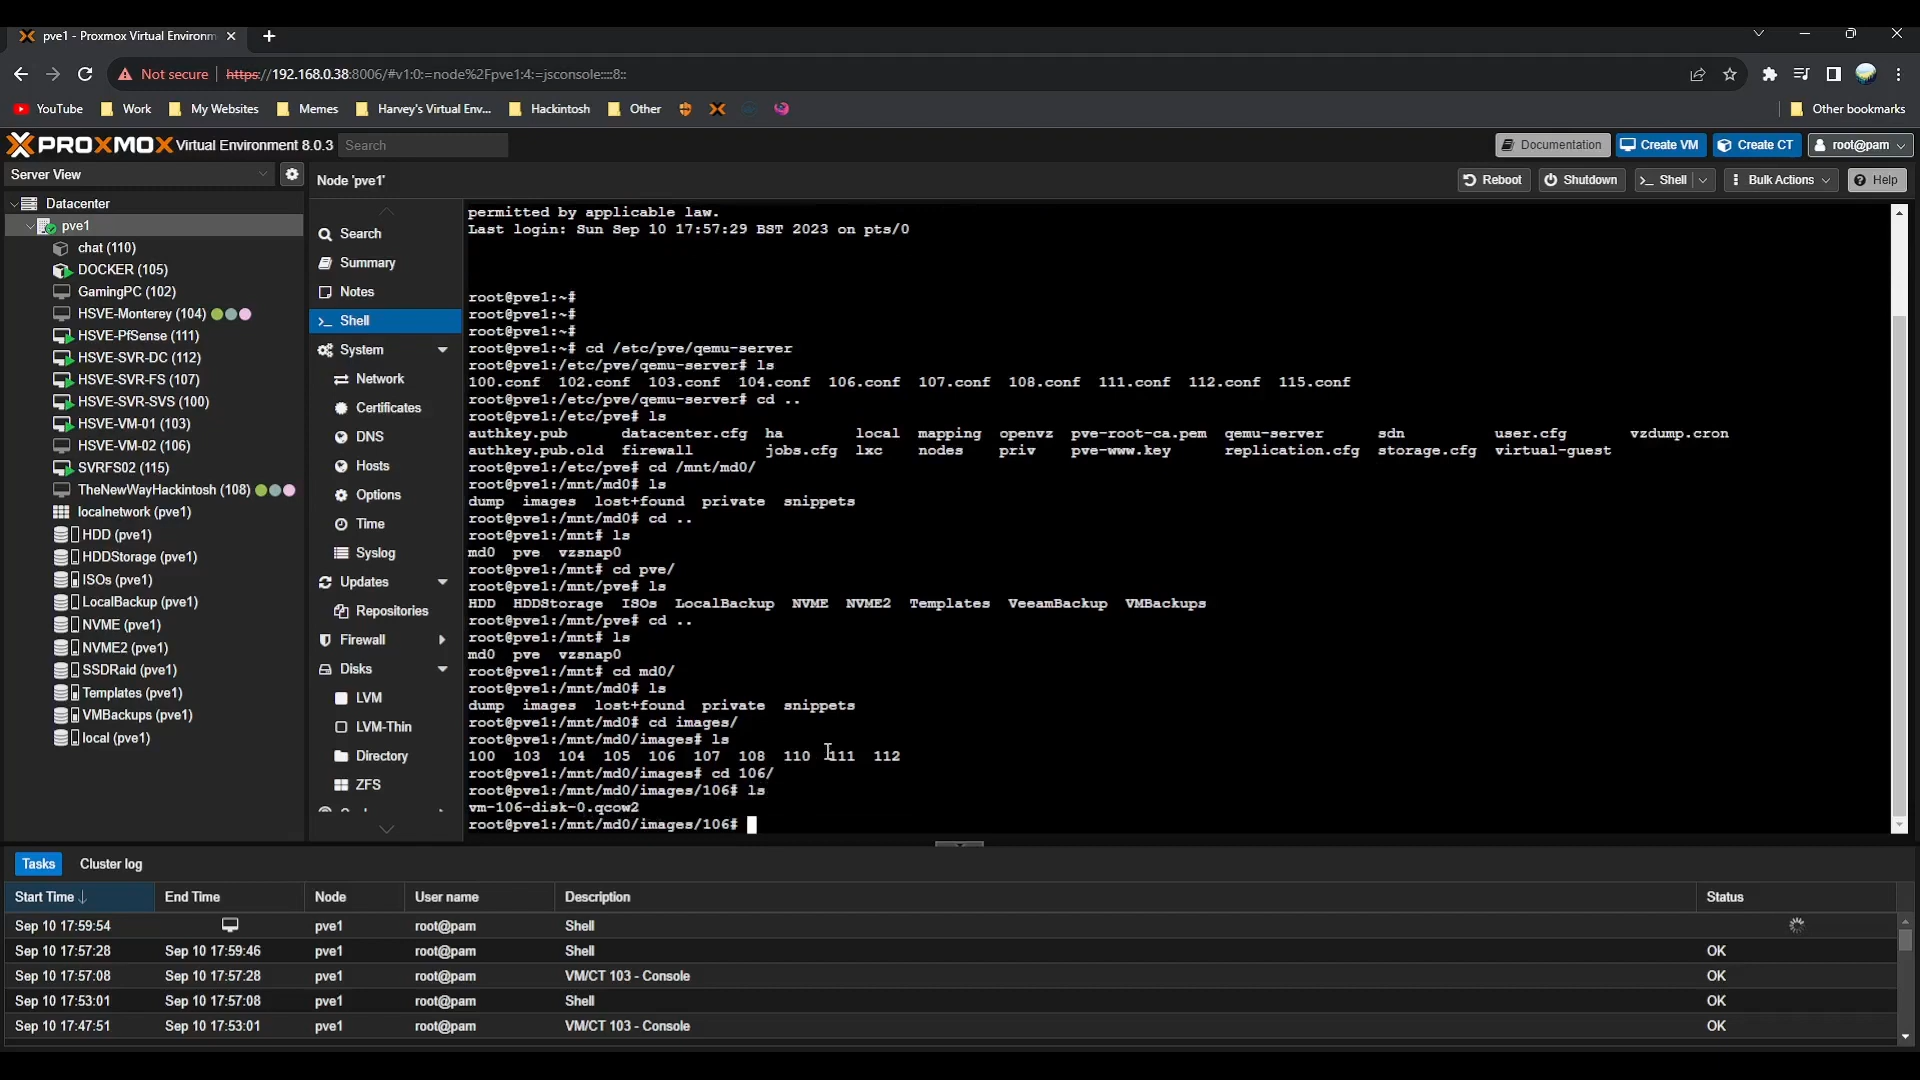 pve1 - Proxmox Virtual Environm
Not secure https://192.168.0.38:8006/#v1:0:=node%2Fpve1:4:=jsconsole::::8::
YouTube Work My Websites Memes Harvey's Virtual Env... Hackintosh Other Other bookmarks
PROXMOX Virtual Environment 8.0.3 Search Documentation Create VM Create CT root@pam
Server View
Node 'pve1' Reboot Shutdown >_ Shell Bulk Actions Help
Datacenter
pve1
chat (110)
DOCKER (105)
GamingPC (102)
HSVE-Monterey (104)
HSVE-PfSense (111)
HSVE-SVR-DC (112)
HSVE-SVR-FS (107)
HSVE-SVR-SVS (100)
HSVE-VM-01 (103)
HSVE-VM-02 (106)
SVRFS02 (115)
TheNewWayHackintosh (108)
localnetwork (pve1)
HDD (pve1)
HDDStorage (pve1)
ISOs (pve1)
LocalBackup (pve1)
NVME (pve1)
NVME2 (pve1)
SSDRaid (pve1)
Templates (pve1)
VMBackups (pve1)
local (pve1)
Search
Summary
Notes
>_ Shell
System
Network
Certificates
DNS
Hosts
Options
Time
Syslog
Updates
Repositories
Firewall
Disks
LVM
LVM-Thin
Directory
ZFS
permitted by applicable law.
Last login: Sun Sep 10 17:57:29 BST 2023 on pts/0
root@pve1:~#
root@pve1:~#
root@pve1:~#
root@pve1:~# cd /etc/pve/qemu-server
root@pve1:/etc/pve/qemu-server# ls
100.conf 102.conf 103.conf 104.conf 106.conf 107.conf 108.conf 111.conf 112.conf 115.conf
root@pve1:/etc/pve/qemu-server# cd ..
root@pve1:/etc/pve# ls
authkey.pub datacenter.cfg ha local mapping openvz pve-root-ca.pem qemu-server sdn user.cfg vzdump.cron
authkey.pub.old firewall jobs.cfg lxc nodes priv pve-www.key replication.cfg storage.cfg virtual-guest
root@pve1:/etc/pve# cd /mnt/md0/
root@pve1:/mnt/md0# ls
dump images lost+found private snippets
root@pve1:/mnt/md0# cd ..
root@pve1:/mnt# ls
md0 pve vzsnap0
root@pve1:/mnt# cd pve/
root@pve1:/mnt/pve# ls
HDD HDDStorage ISOs LocalBackup NVME NVME2 Templates VeeamBackup VMBackups
root@pve1:/mnt/pve# cd ..
root@pve1:/mnt# ls
md0 pve vzsnap0
root@pve1:/mnt# cd md0/
root@pve1:/mnt/md0# ls
dump images lost+found private snippets
root@pve1:/mnt/md0# cd images/
root@pve1:/mnt/md0/images# ls
100 103 104 105 106 107 108 110 111 112
root@pve1:/mnt/md0/images# cd 106/
root@pve1:/mnt/md0/images/106# ls
vm-106-disk-0.qcow2
root@pve1:/mnt/md0/images/106#
Tasks Cluster log
Start Time End Time Node User name Description Status
Sep 10 17:59:54 pve1 root@pam Shell
Sep 10 17:57:28 Sep 10 17:59:46 pve1 root@pam Shell OK
Sep 10 17:57:08 Sep 10 17:57:28 pve1 root@pam VM/CT 103 - Console OK
Sep 10 17:53:01 Sep 10 17:57:08 pve1 root@pam Shell OK
Sep 10 17:47:51 Sep 10 17:53:01 pve1 root@pam VM/CT 103 - Console OK